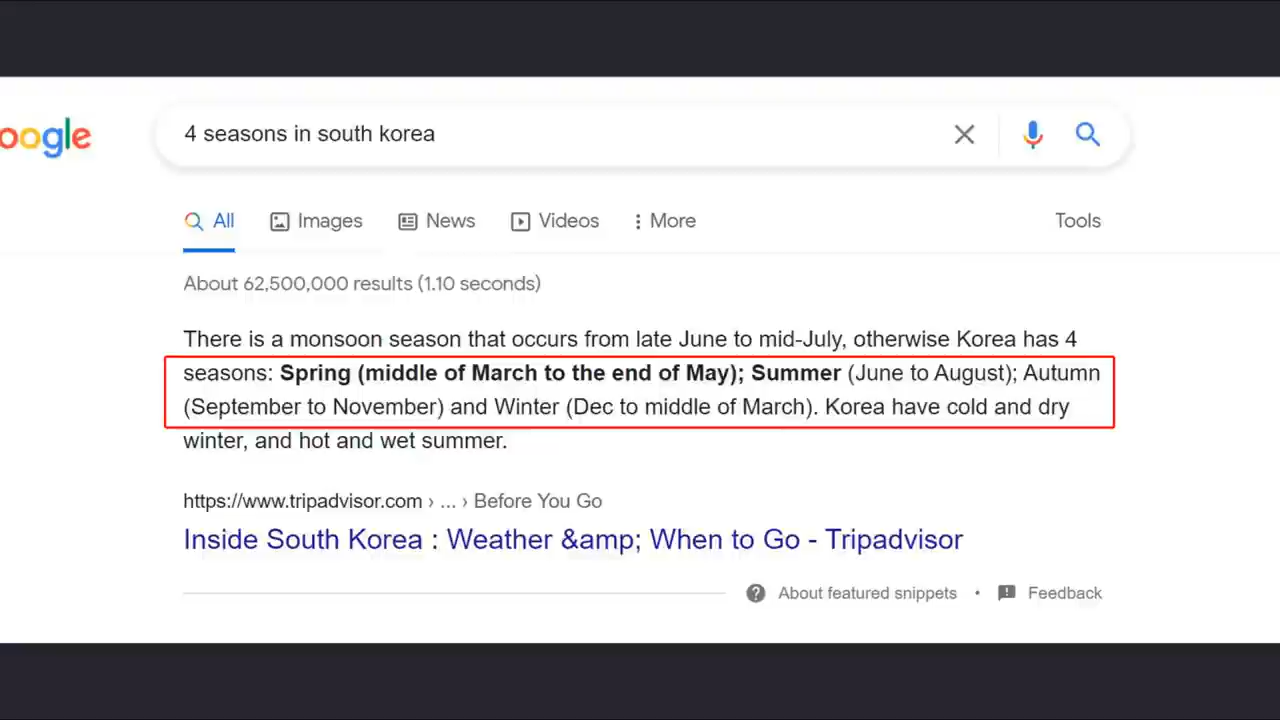 oogle
4 seasons in south korea
All Images News Videos More Tools
About 62,500,000 results (1.10 seconds)
There is a monsoon season that occurs from late June to mid-July, otherwise Korea has 4
seasons: Spring (middle of March to the end of May); Summer (June to August); Autumn
(September to November) and Winter (Dec to middle of March). Korea have cold and dry
winter, and hot and wet summer.
https://www.tripadvisor.com › ... › Before You Go
Inside South Korea : Weather &amp; When to Go - Tripadvisor
About featured snippets • Feedback